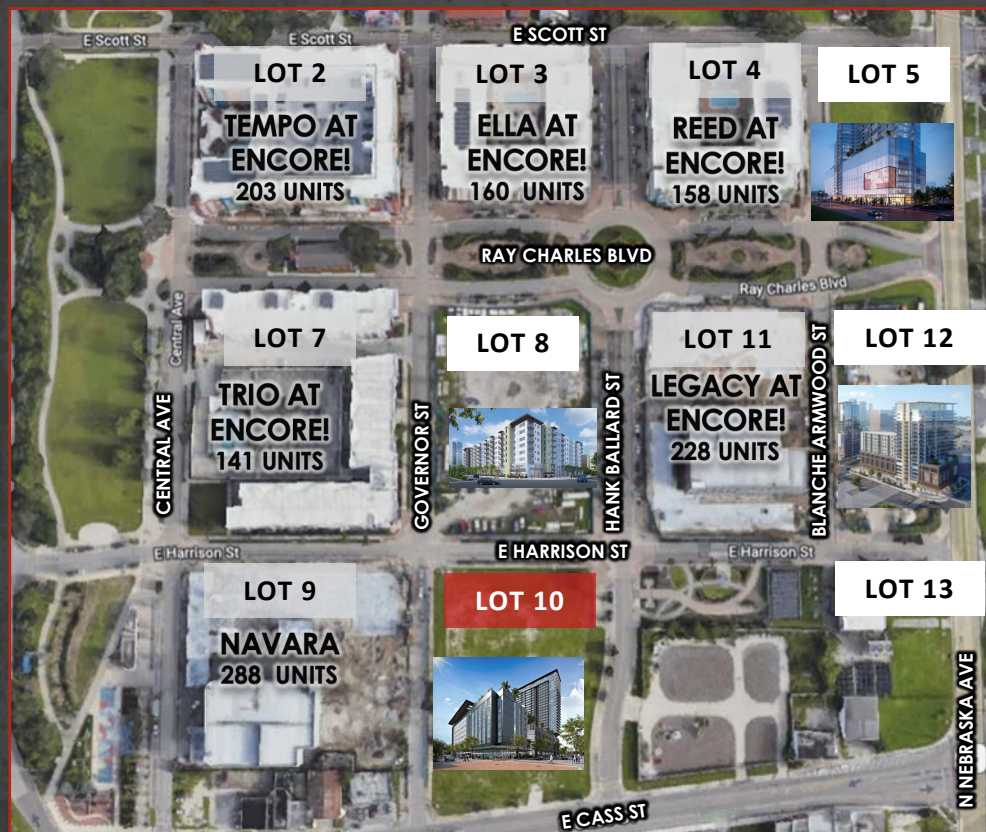 E Scott St
E Scott St
E SCOTT ST
LOT 2
LOT 3
LOT 4
LOT 5
TEMPO AT
ENCORE!
203 UNITS
ELLA AT
ENCORE!
160 UNITS
REED AT
ENCORE!
158 UNITS
RAY CHARLES BLVD
Ray Charles Blvd
Central Ave
LOT 7
LOT 8
LOT 11
LOT 12
TRIO AT
ENCORE!
141 UNITS
LEGACY AT
ENCORE!
228 UNITS
CENTRAL AVE
GOVERNOR ST
HANK BALLARD ST
BLANCHE ARMWOOD ST
E Harrison St
E HARRISON ST
E Harrison St
LOT 9
LOT 10
LOT 13
NAVARA
288 UNITS
N NEBRASKA AVE
E CASS ST